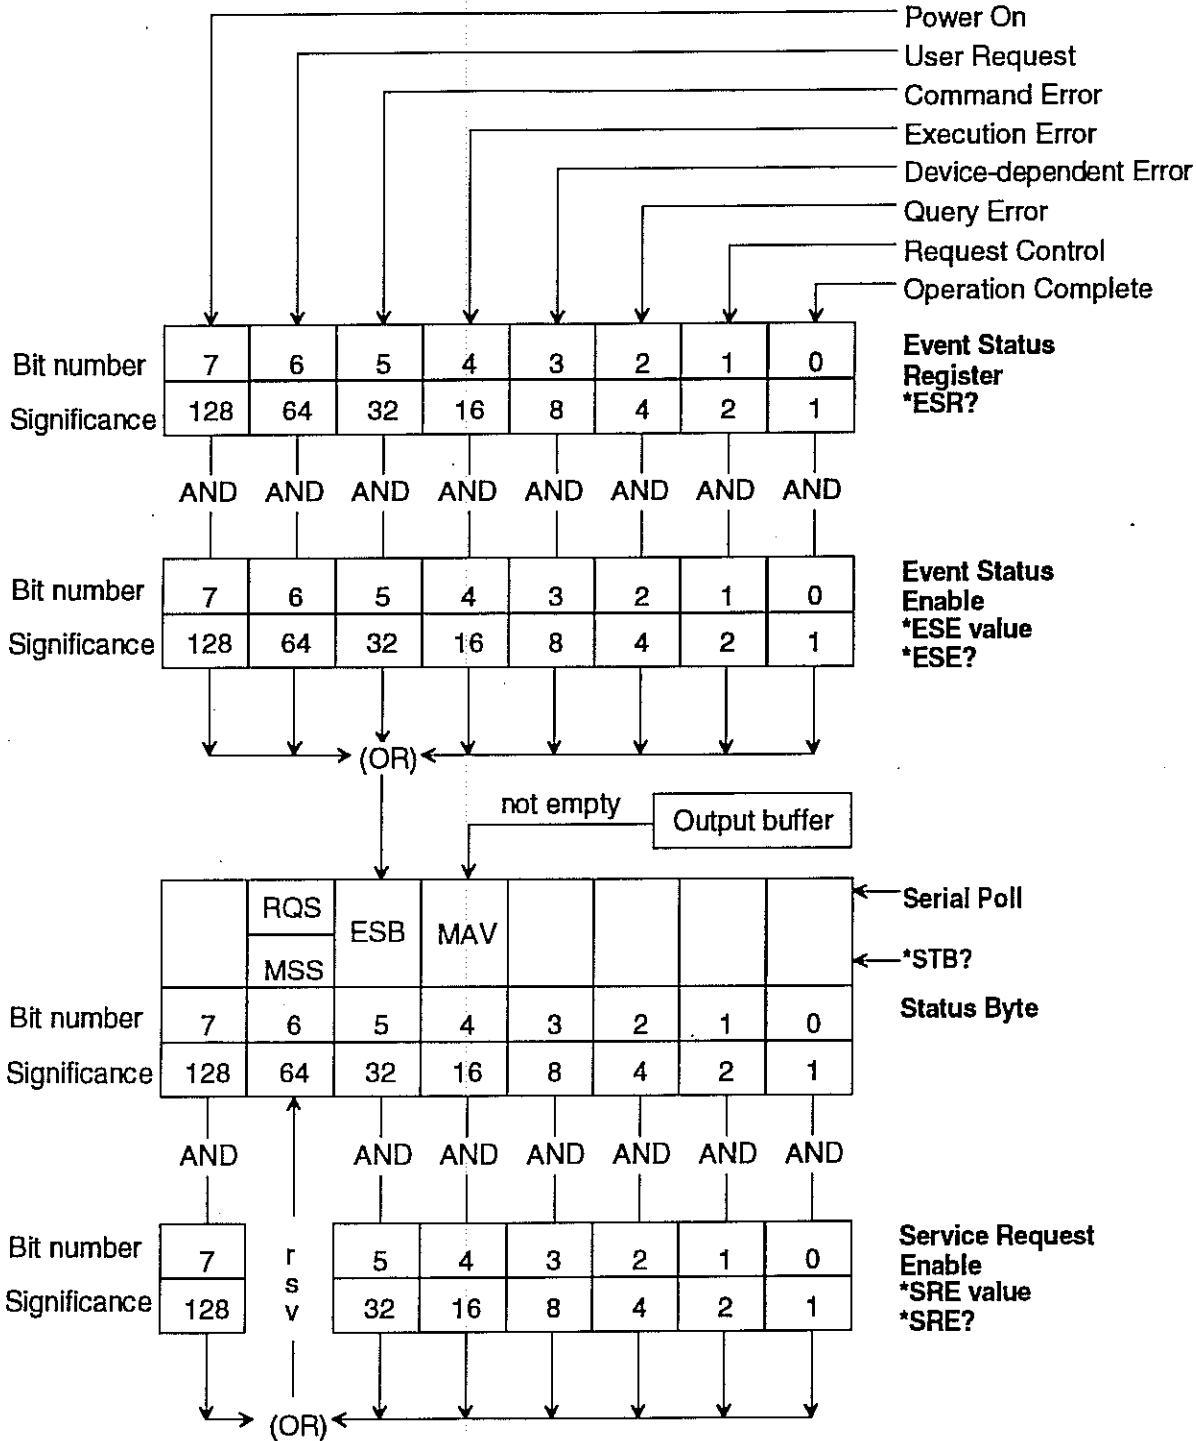 Power On
User Request
Command Error
Execution Error
Device-dependent Error
Query Error
Request Control
Operation Complete
Bit number 7 6 5 4 3 2 1 0
Significance 128 64 32 16 8 4 2 1
Event Status
Register
*ESR?
AND AND AND AND AND AND AND AND
Bit number 7 6 5 4 3 2 1 0
Significance 128 64 32 16 8 4 2 1
Event Status
Enable
*ESE value
*ESE?
(OR)
not empty Output buffer
RQS
MSS
ESB
MAV
Serial Poll
*STB?
Status Byte
Bit number 7 6 5 4 3 2 1 0
Significance 128 64 32 16 8 4 2 1
AND AND AND AND AND AND AND
Bit number 7 5 4 3 2 1 0
Significance 128 32 16 8 4 2 1
r
s
v
Service Request
Enable
*SRE value
*SRE?
(OR)